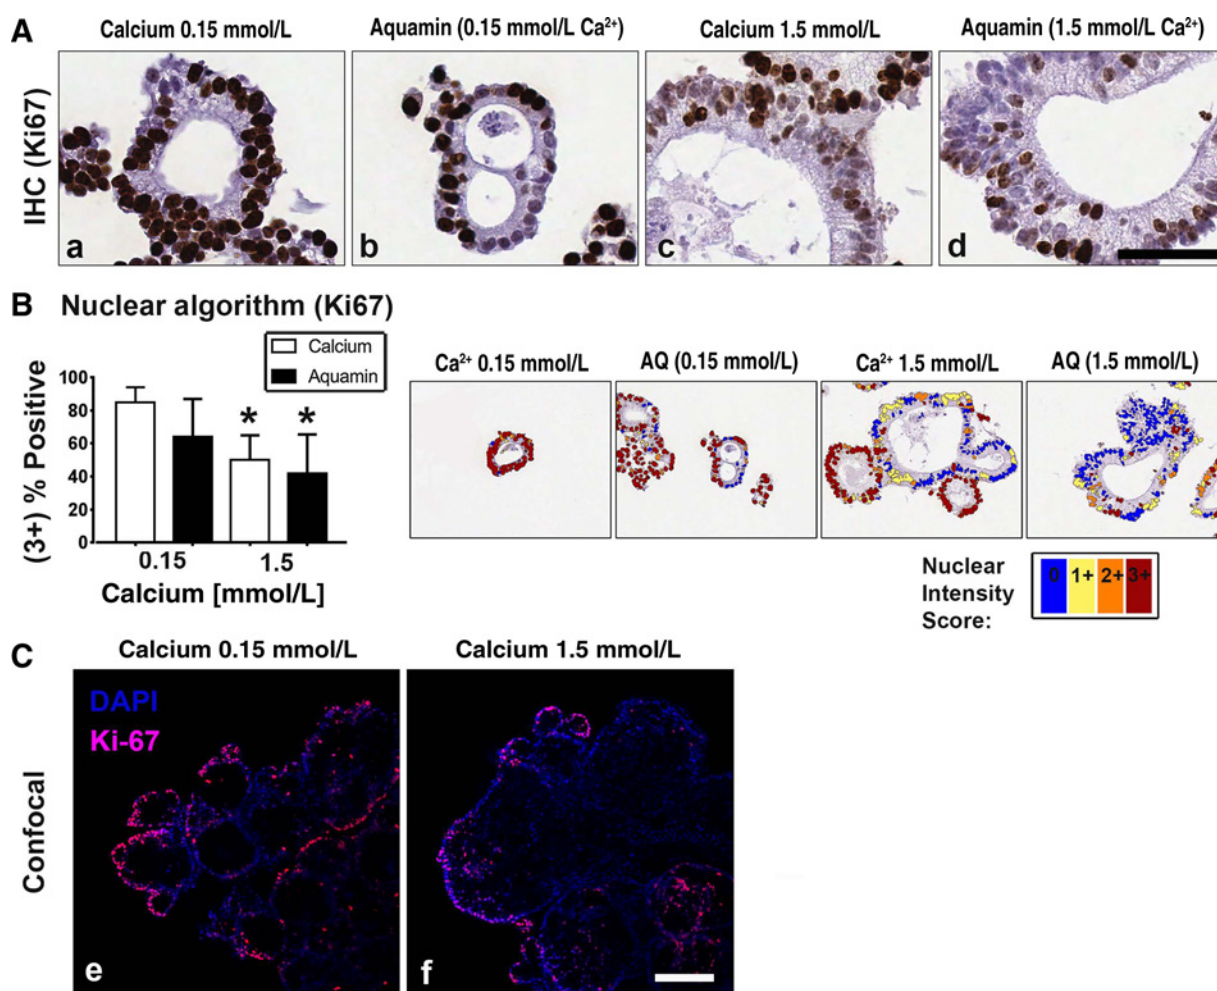 A
Calcium 0.15 mmol/L
Aquamin (0.15 mmol/L Ca²⁺)
Calcium 1.5 mmol/L
Aquamin (1.5 mmol/L Ca²⁺)
IHC (Ki67)
a
b
c
d
B Nuclear algorithm (Ki67)
Calcium
Aquamin
(3+) % Positive
100
80
60
40
20
0
* *
0.15 1.5
Calcium [mmol/L]
Ca²⁺ 0.15 mmol/L
AQ (0.15 mmol/L)
Ca²⁺ 1.5 mmol/L
AQ (1.5 mmol/L)
Nuclear
Intensity
Score:
0 1+ 2+ 3+
C
Calcium 0.15 mmol/L
Calcium 1.5 mmol/L
Confocal
DAPI
Ki-67
e
f